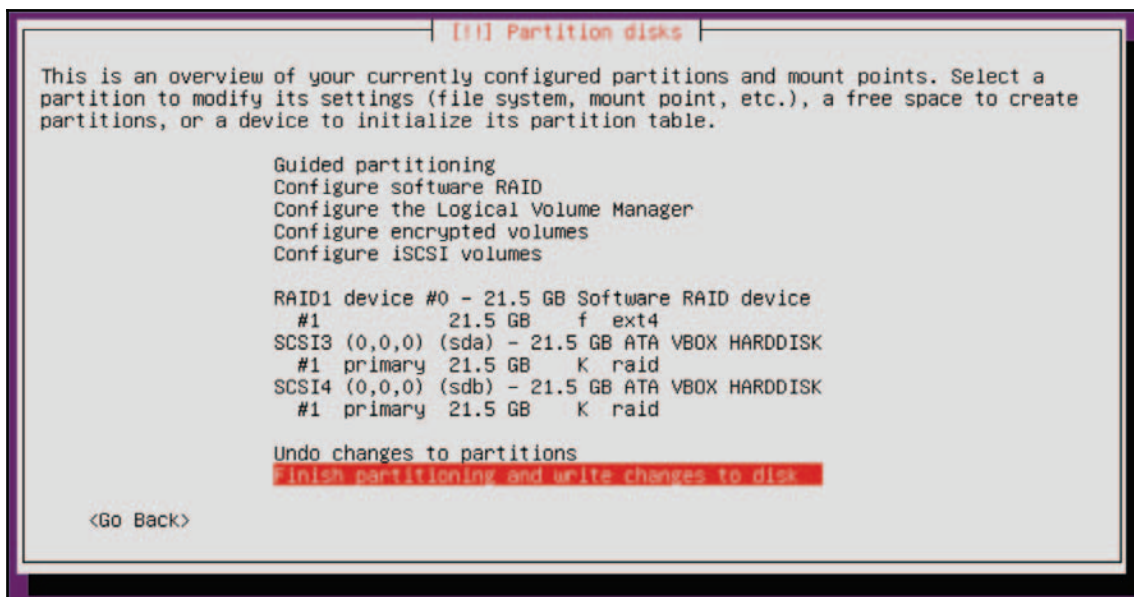 [!!] Partition disks
This is an overview of your currently configured partitions and mount points. Select a
partition to modify its settings (file system, mount point, etc.), a free space to create
partitions, or a device to initialize its partition table.
Guided partitioning
Configure software RAID
Configure the Logical Volume Manager
Configure encrypted volumes
Configure iSCSI volumes
RAID1 device #0 - 21.5 GB Software RAID device
#1 21.5 GB f ext4
SCSI3 (0,0,0) (sda) - 21.5 GB ATA VBOX HARDDISK
#1 primary 21.5 GB K raid
SCSI4 (0,0,0) (sdb) - 21.5 GB ATA VBOX HARDDISK
#1 primary 21.5 GB K raid
Undo changes to partitions
Finish partitioning and write changes to disk
<Go Back>